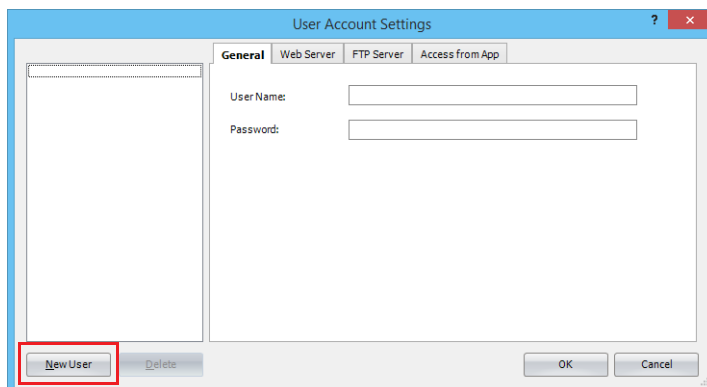 User Account Settings
?
General Web Server FTP Server Access from App
User Name:
Password:
New User Delete OK Cancel